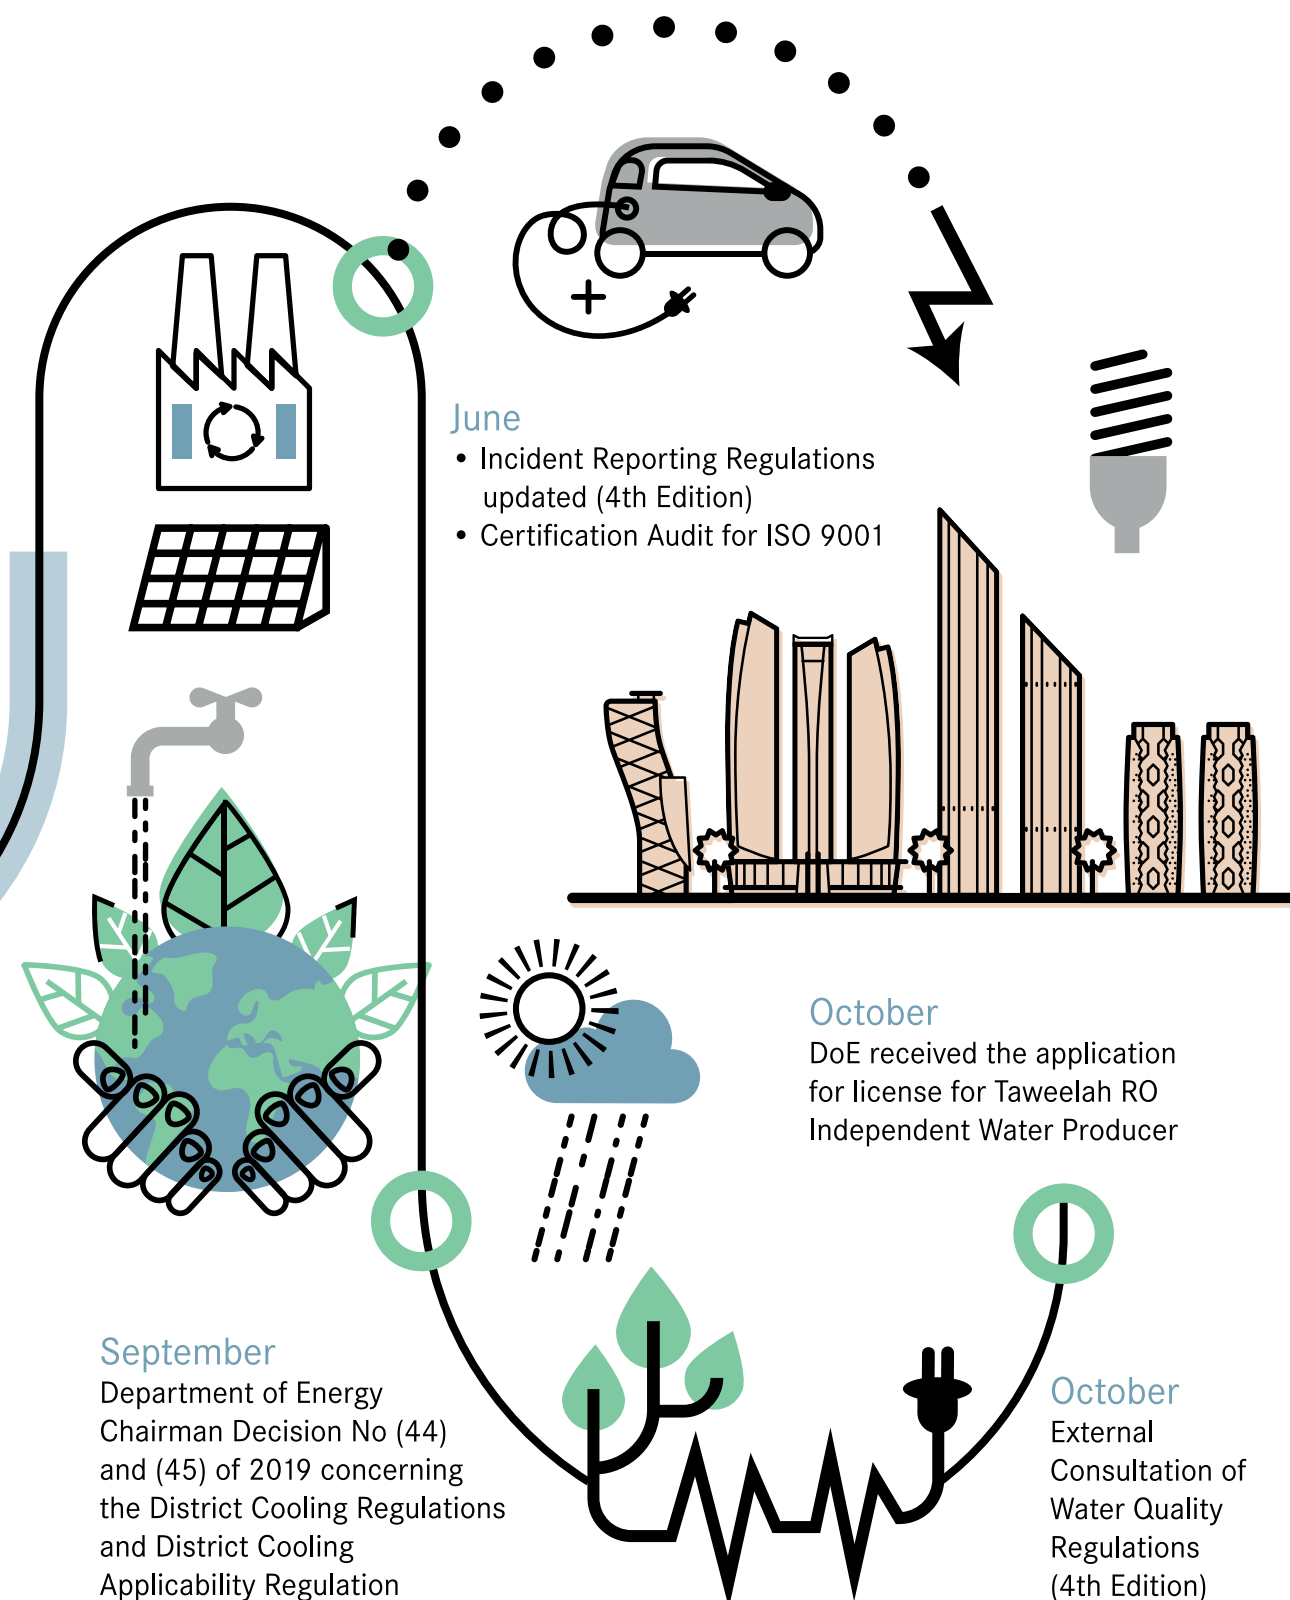 June
• Incident Reporting Regulations
updated (4th Edition)
• Certification Audit for ISO 9001
October
DoE received the application
for license for Taweelah RO
Independent Water Producer
September
Department of Energy
Chairman Decision No (44)
and (45) of 2019 concerning
the District Cooling Regulations
and District Cooling
Applicability Regulation
October
External
Consultation of
Water Quality
Regulations
(4th Edition)